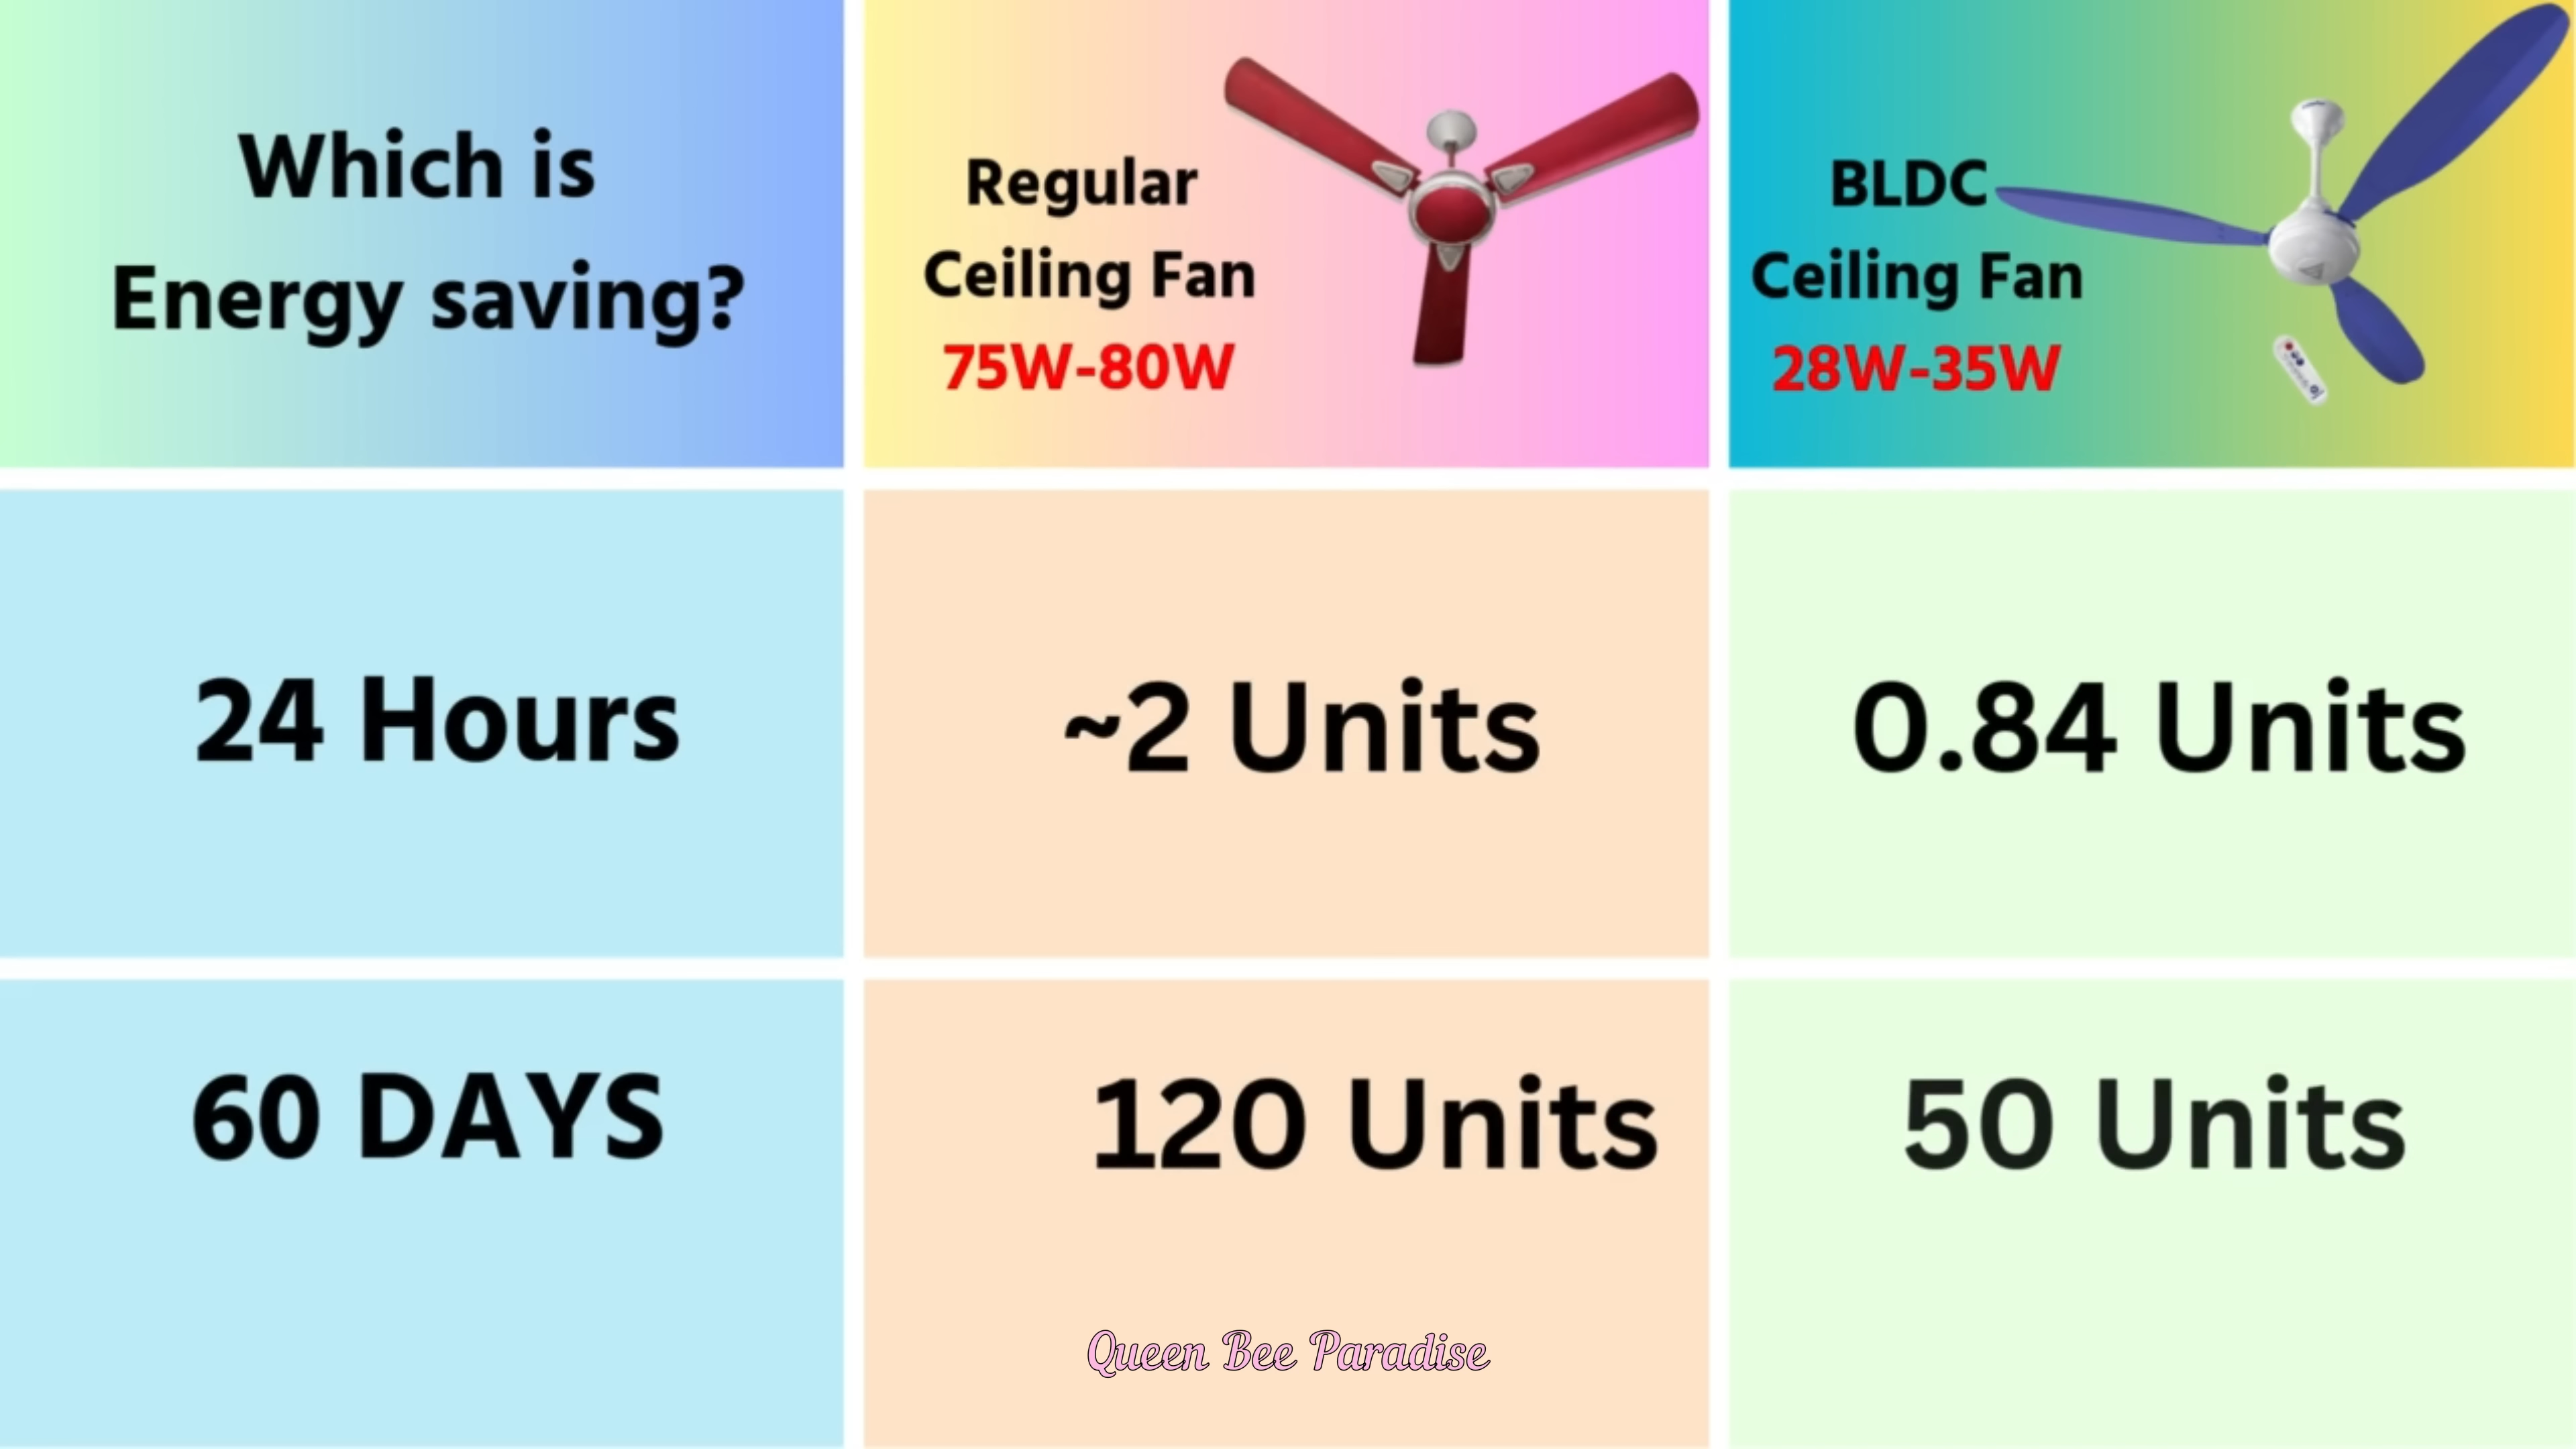 Which is
Energy saving?
Regular
Ceiling Fan
75W-80W
BLDC
Ceiling Fan
28W-35W
24 Hours
~2 Units
0.84 Units
60 DAYS
120 Units
50 Units
Queen Bee Paradise